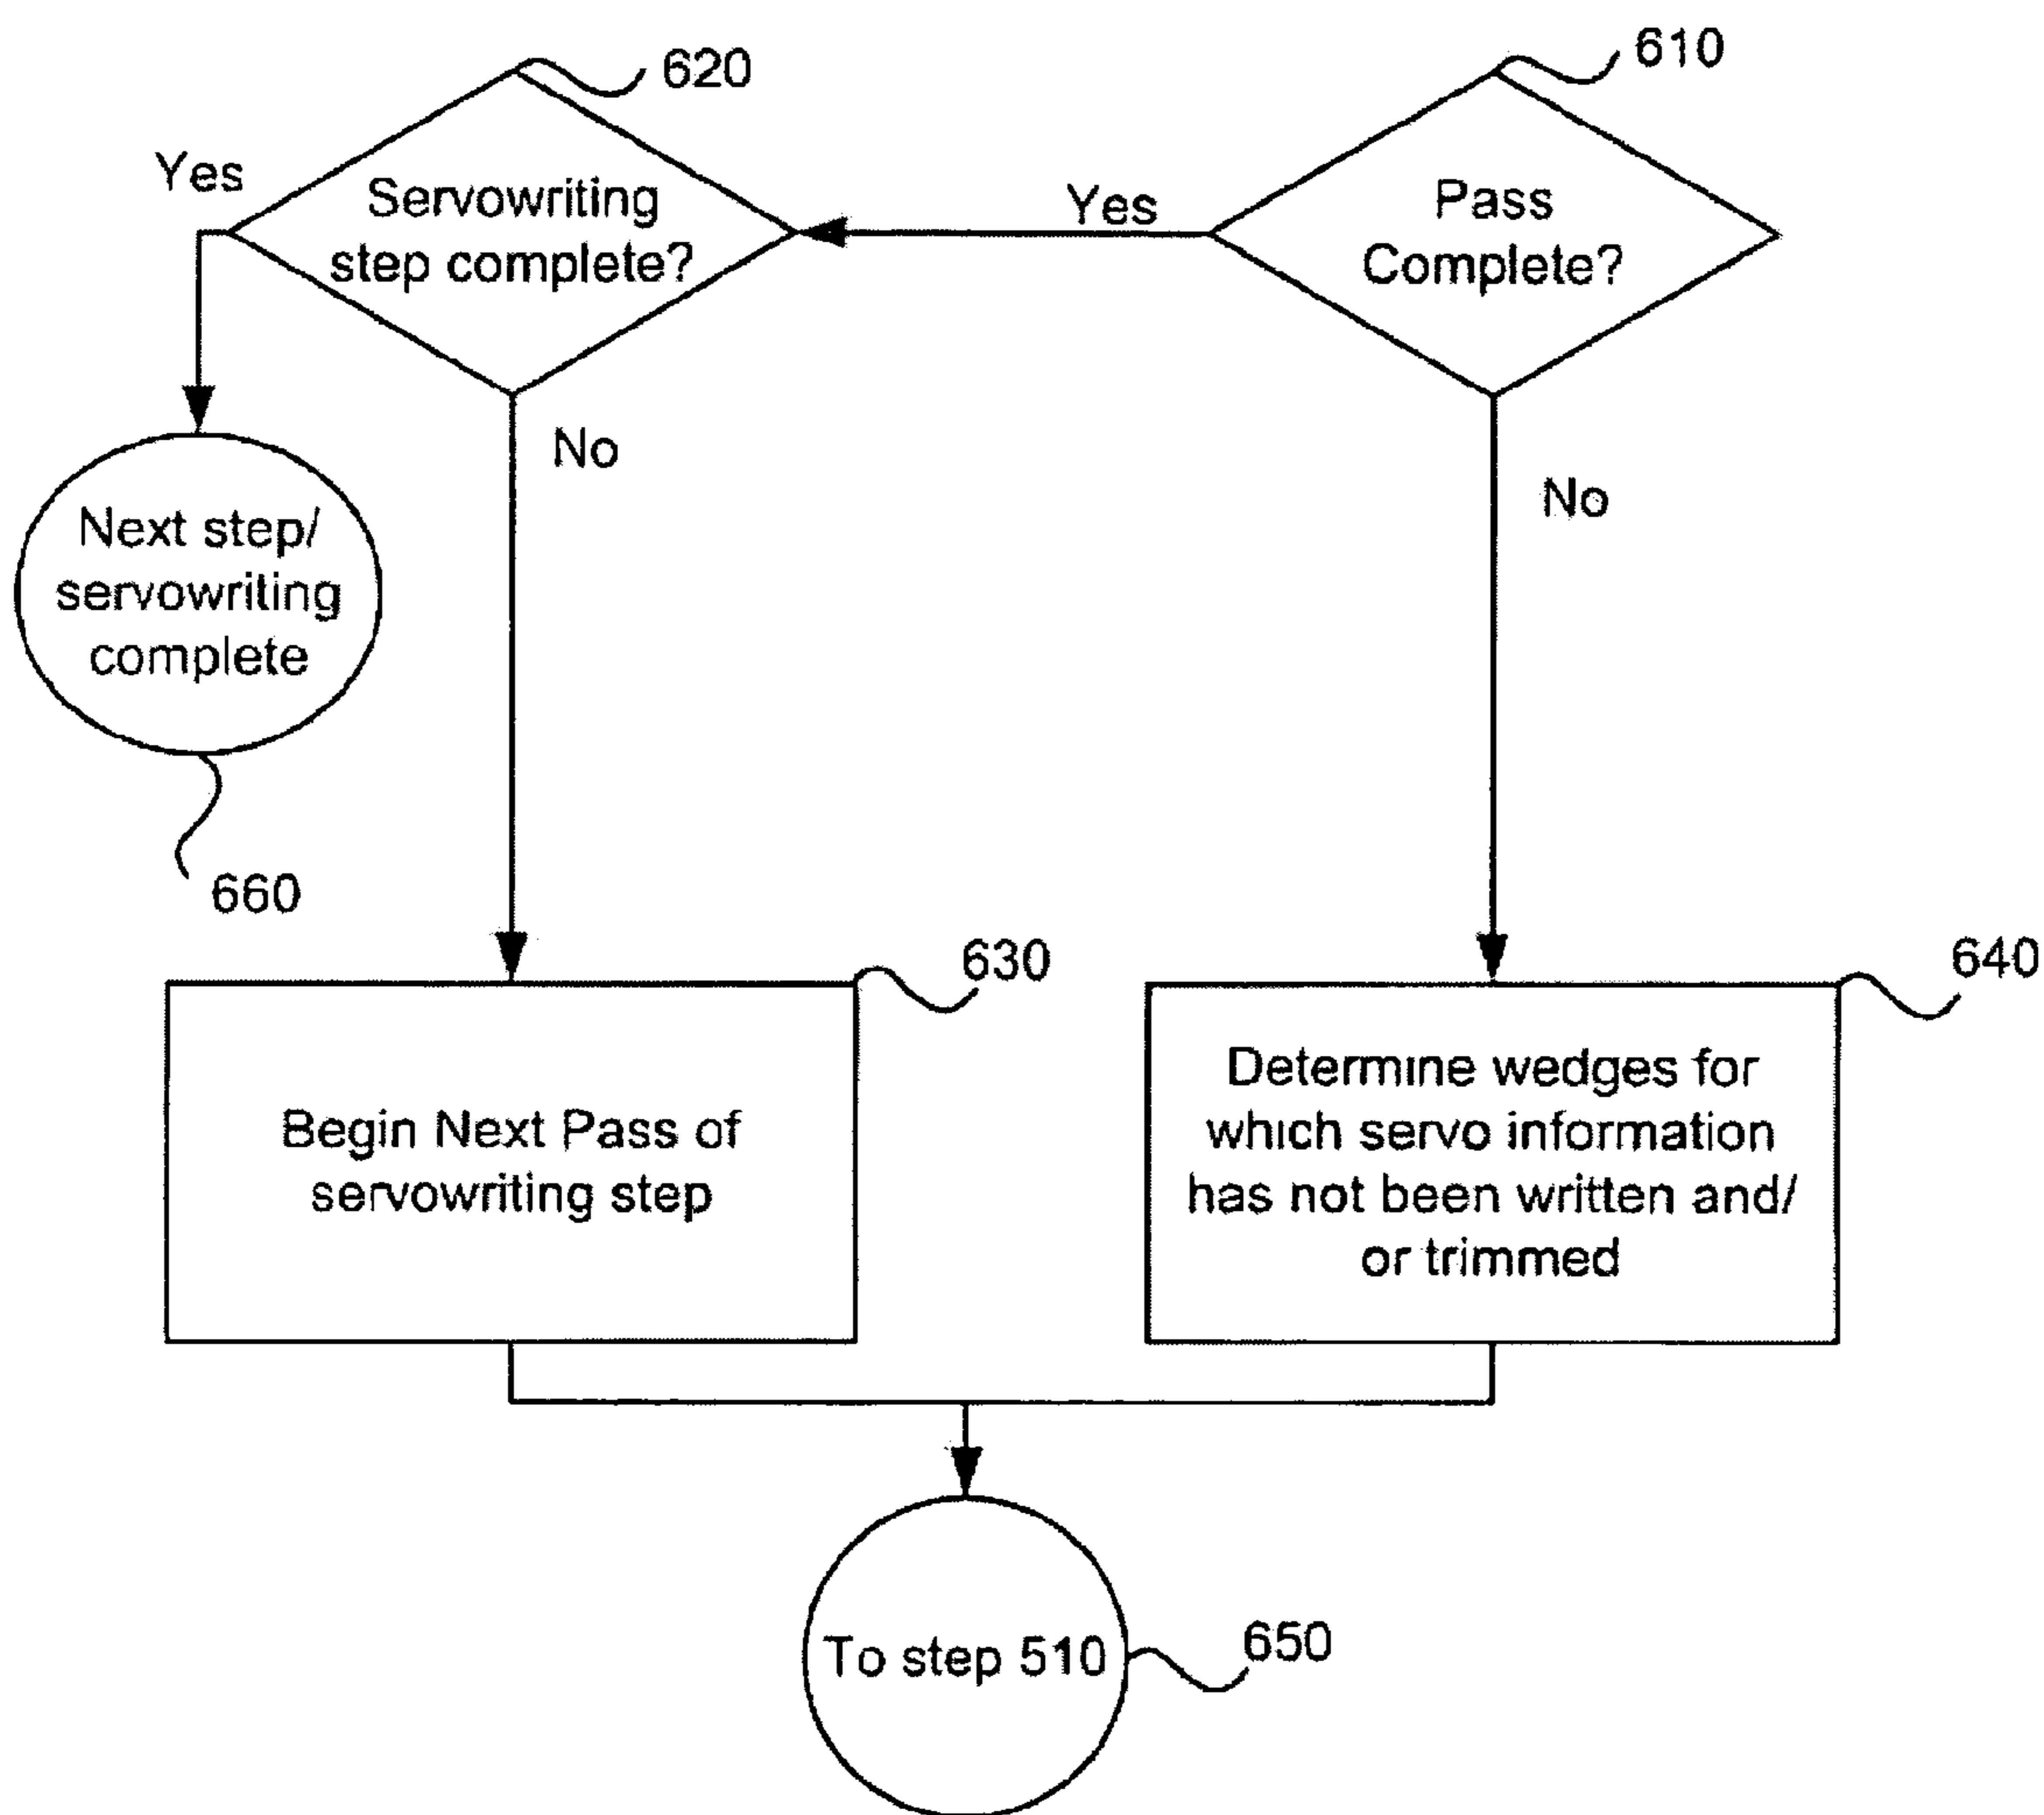 620
610
Yes
Servowriting
step complete?
Yes
Pass
Complete?
No
No
Next step/
servowriting
complete
660
630
640
Begin Next Pass of
servowriting step
Determine wedges for
which servo information
has not been written and/
or trimmed
To step 510
650